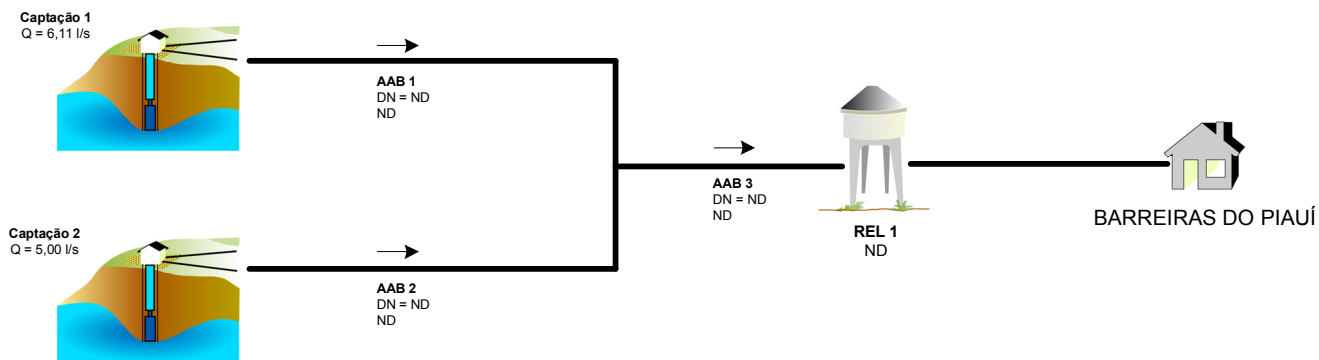 Captação 1
Q = 6,11 l/s
AAB 1
DN = ND
ND
Captação 2
Q = 5,00 l/s
AAB 2
DN = ND
ND
AAB 3
DN = ND
ND
REL 1
ND
BARREIRAS DO PIAUÍ